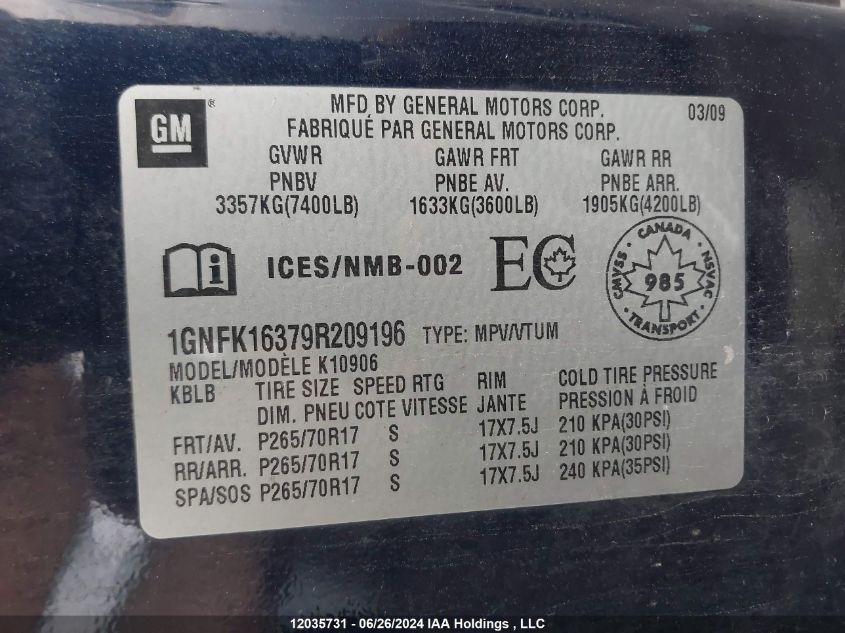 GM ®
MFD BY GENERAL MOTORS CORP. 03/09
FABRIQUÉ PAR GENERAL MOTORS CORP.
GVWR GAWR FRT GAWR RR
PNBV PNBE AV. PNBE ARR.
3357KG(7400LB) 1633KG(3600LB) 1905KG(4200LB)
i ICES/NMB-002 EC
CANADA
CMVSS 985 NSVAC
TRANSPORT
1GNFK16379R209196 TYPE: MPV/VTUM
MODEL/MODÈLE K10906
KBLB TIRE SIZE SPEED RTG RIM COLD TIRE PRESSURE
DIM. PNEU COTE VITESSE JANTE PRESSION À FROID
FRT/AV. P265/70R17 S 17X7.5J 210 KPA(30PSI)
RR/ARR. P265/70R17 S 17X7.5J 210 KPA(30PSI)
SPA/SOS P265/70R17 S 17X7.5J 240 KPA(35PSI)
12035731 - 06/26/2024 IAA Holdings , LLC